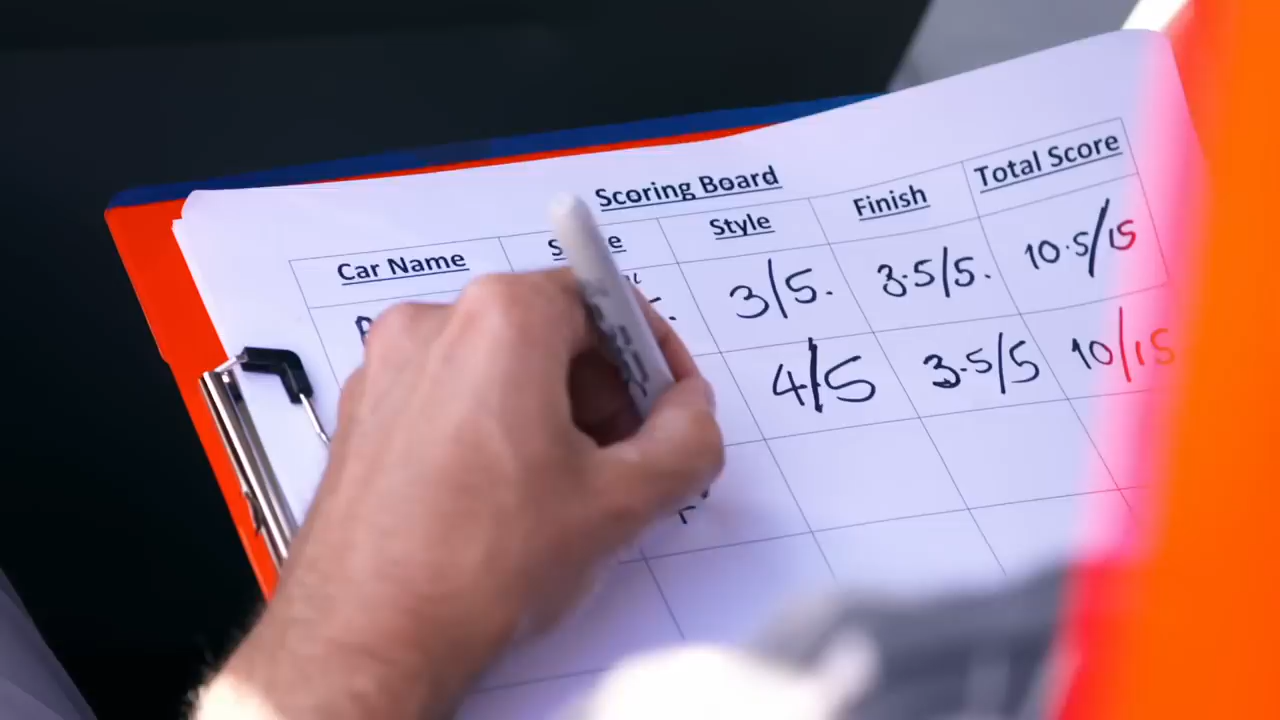 Scoring Board
Car Name Style Finish Total Score
3/5. 3.5/5. 10.5/15
4/5 3.5/5 10/15